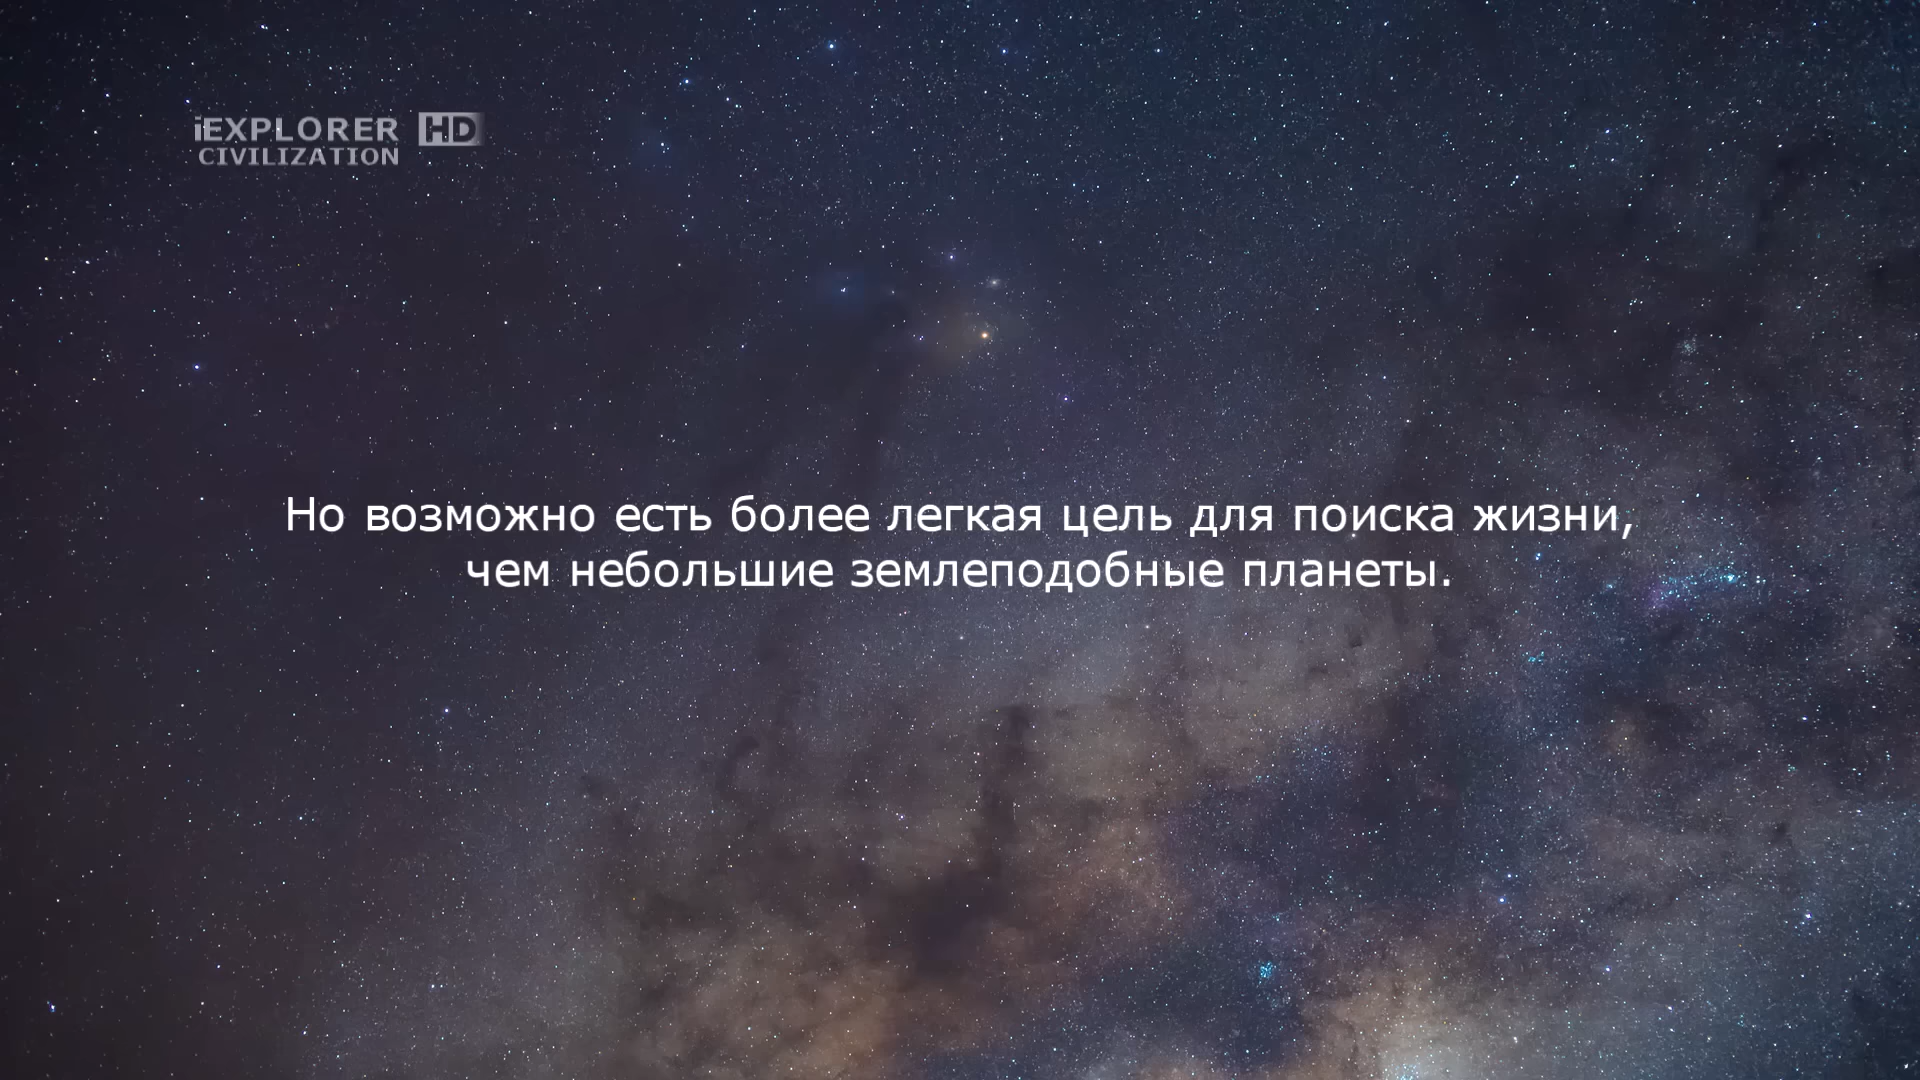 iEXPLORER HD
CIVILIZATION
Но возможно есть более легкая цель для поиска жизни,
чем небольшие землеподобные планеты.